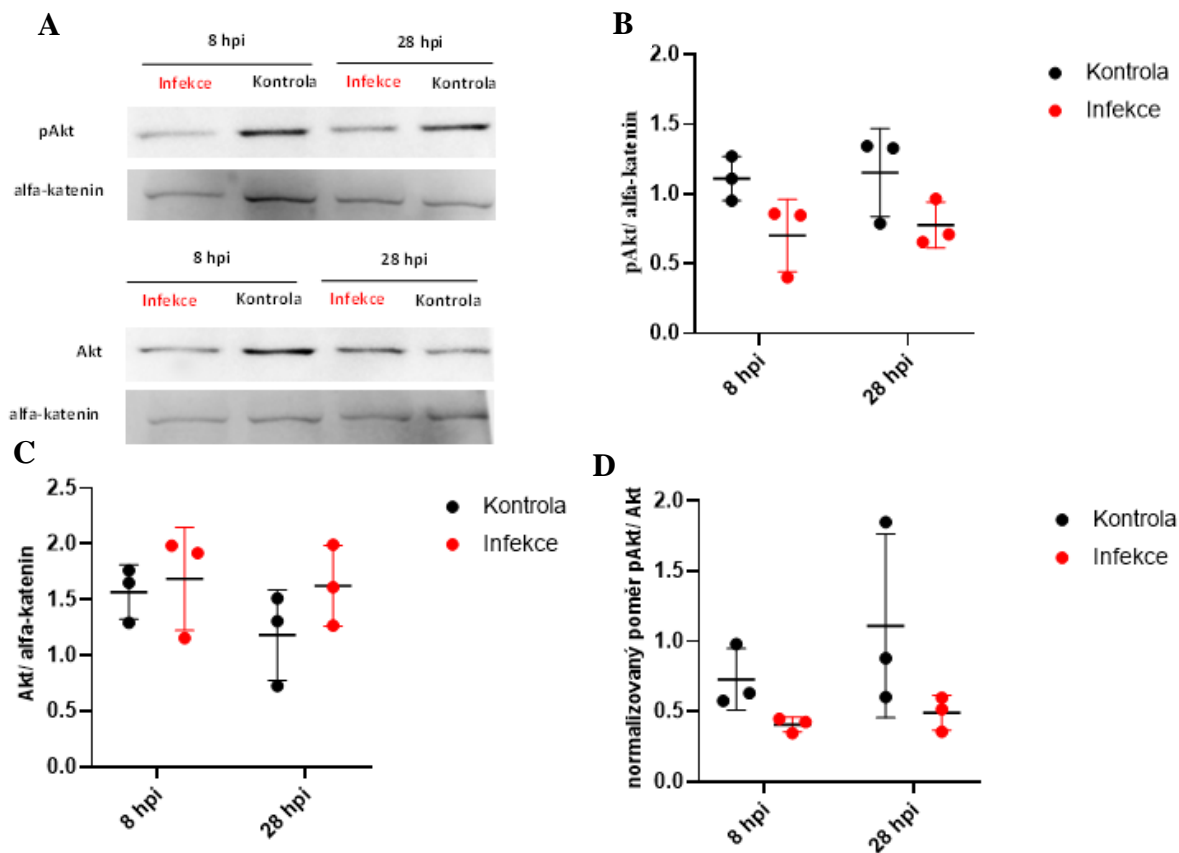 A
8 hpi 28 hpi
Infekce Kontrola Infekce Kontrola
pAkt
alfa-katenin
8 hpi 28 hpi
Infekce Kontrola Infekce Kontrola
Akt
alfa-katenin
B
pAkt/ alfa-katenin
2.0
1.5
1.0
0.5
0.0
8 hpi
28 hpi
Kontrola
Infekce
C
Akt/ alfa-katenin
2.5
2.0
1.5
1.0
0.5
0.0
8 hpi
28 hpi
Kontrola
Infekce
D
normalizovaný poměr pAkt/ Akt
2.0
1.5
1.0
0.5
0.0
8 hpi
28 hpi
Kontrola
Infekce